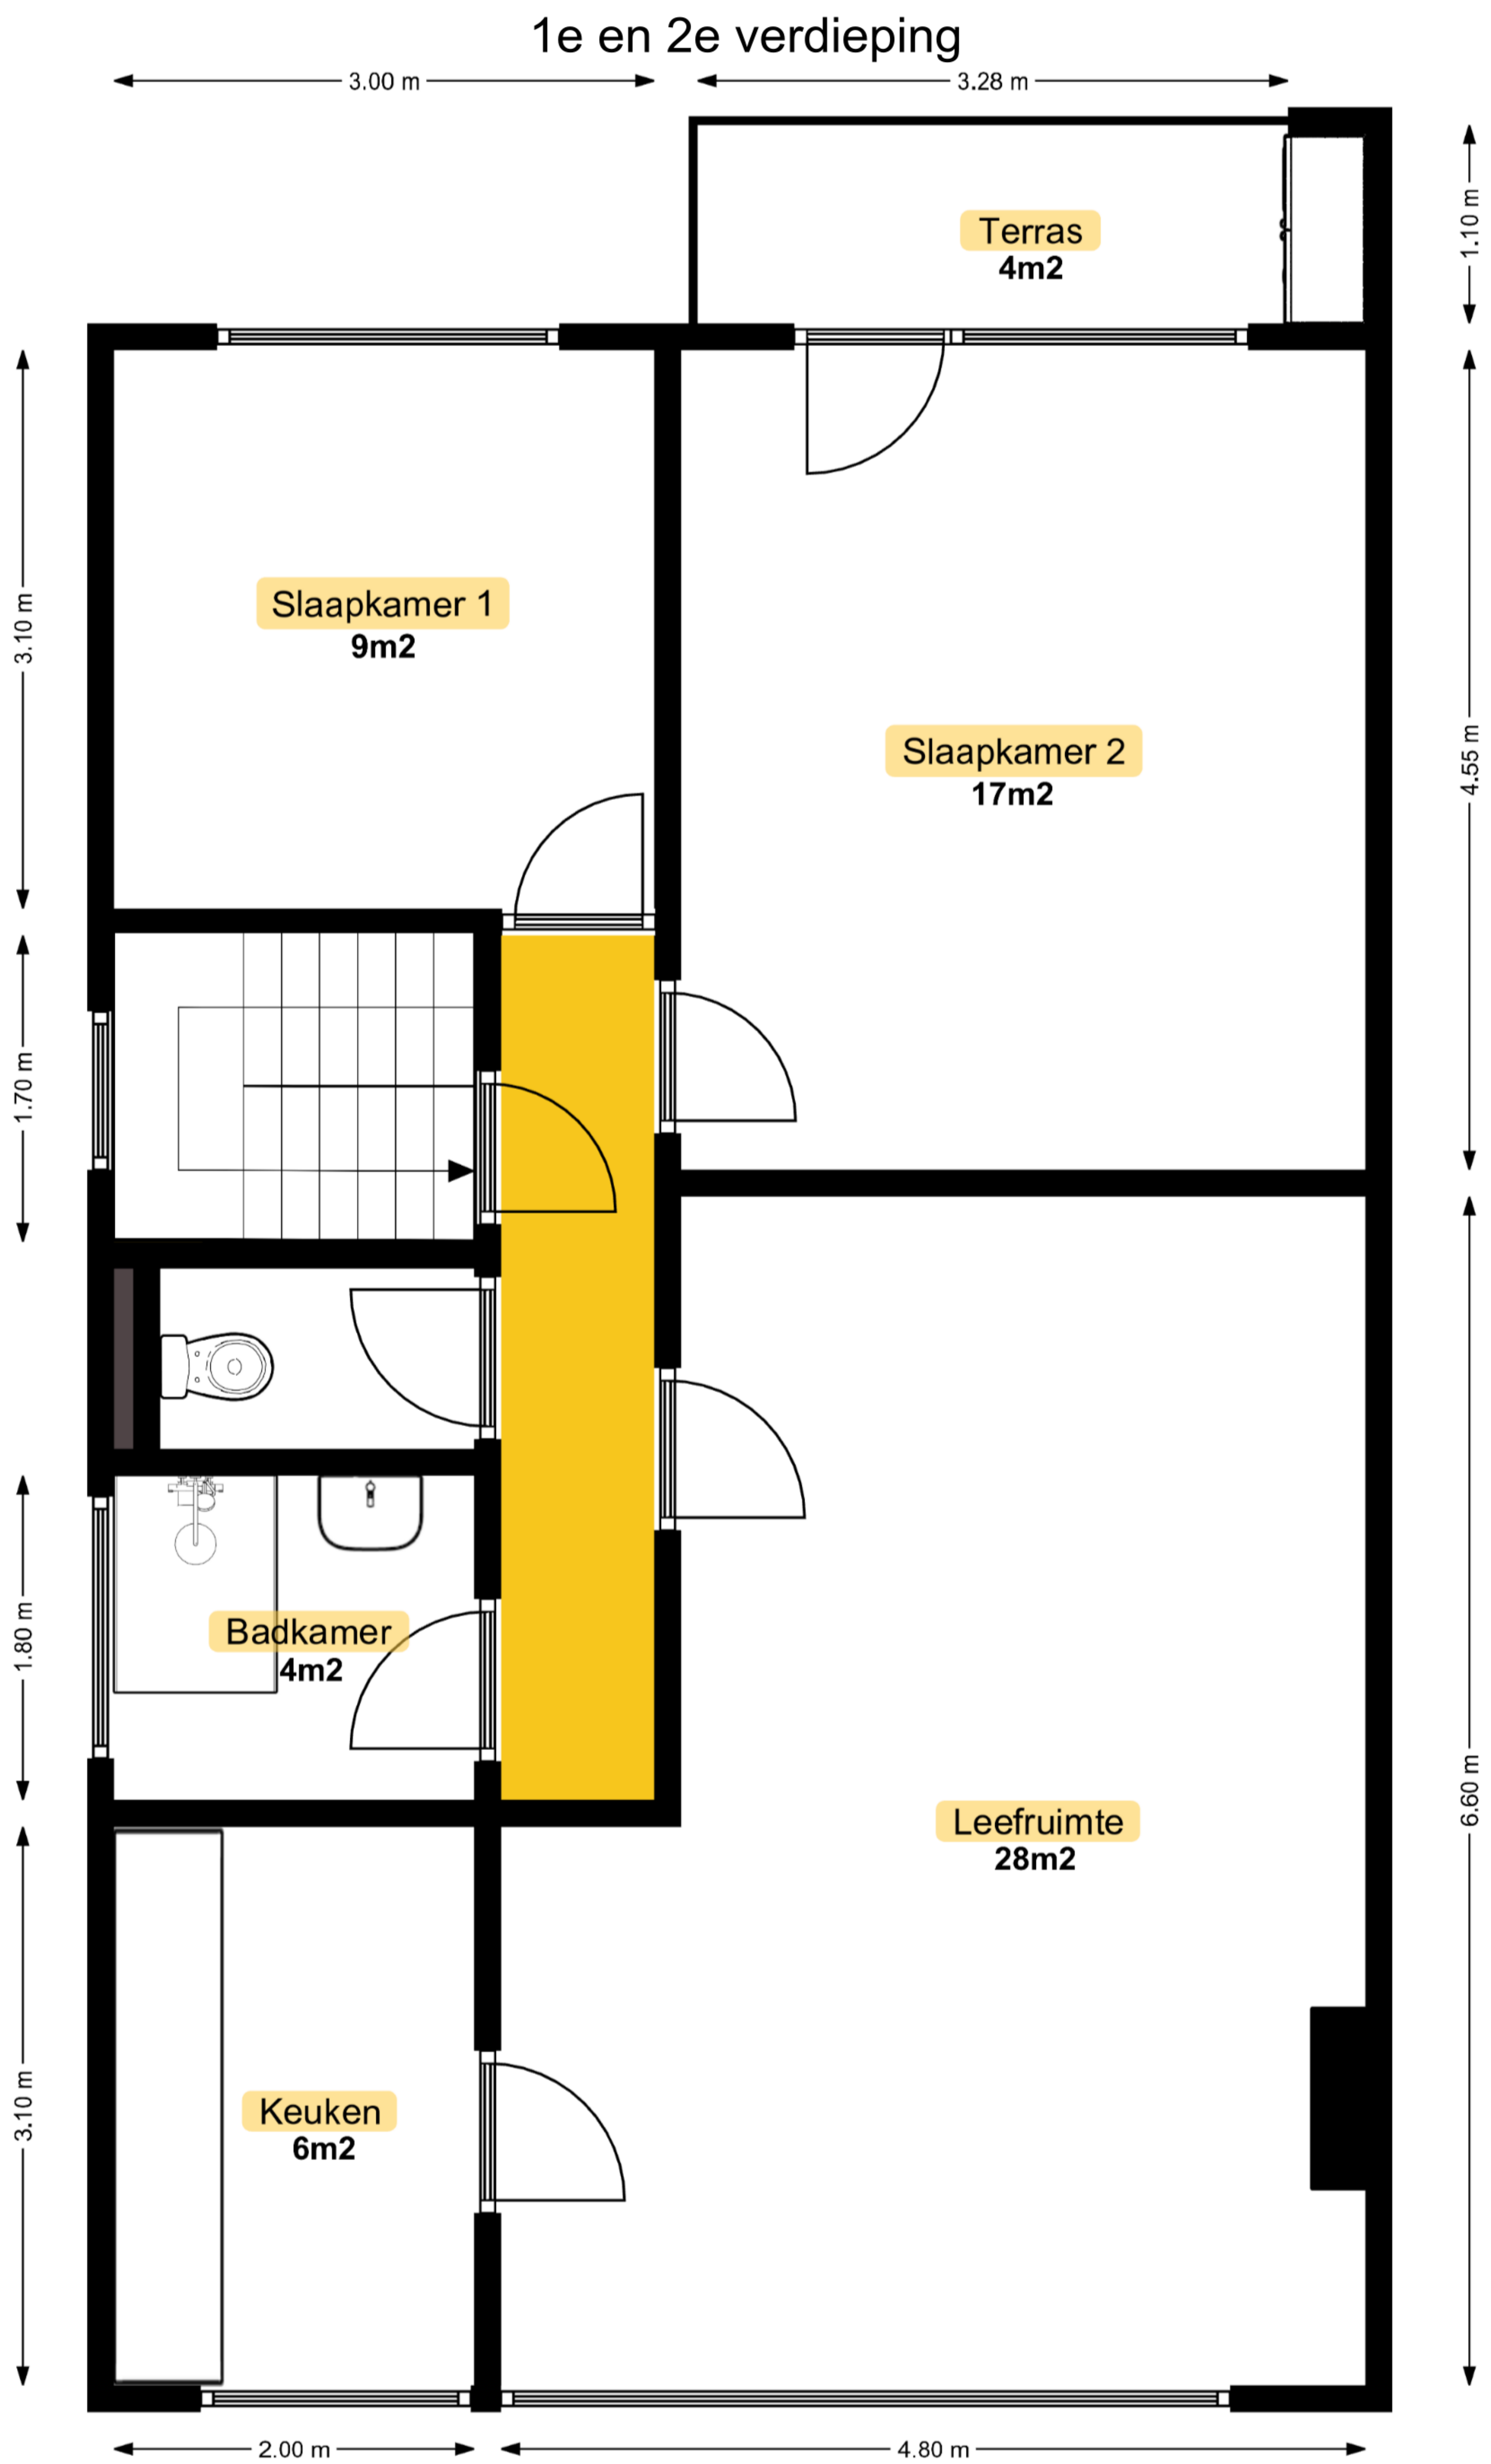 1e en 2e verdieping
3.00 m
3.28 m
1.10 m
Terras
4m2
3.10 m
Slaapkamer 1
9m2
4.55 m
Slaapkamer 2
17m2
1.70 m
1.80 m
Badkamer
4m2
6.60 m
Leefruimte
28m2
3.10 m
Keuken
6m2
2.00 m
4.80 m